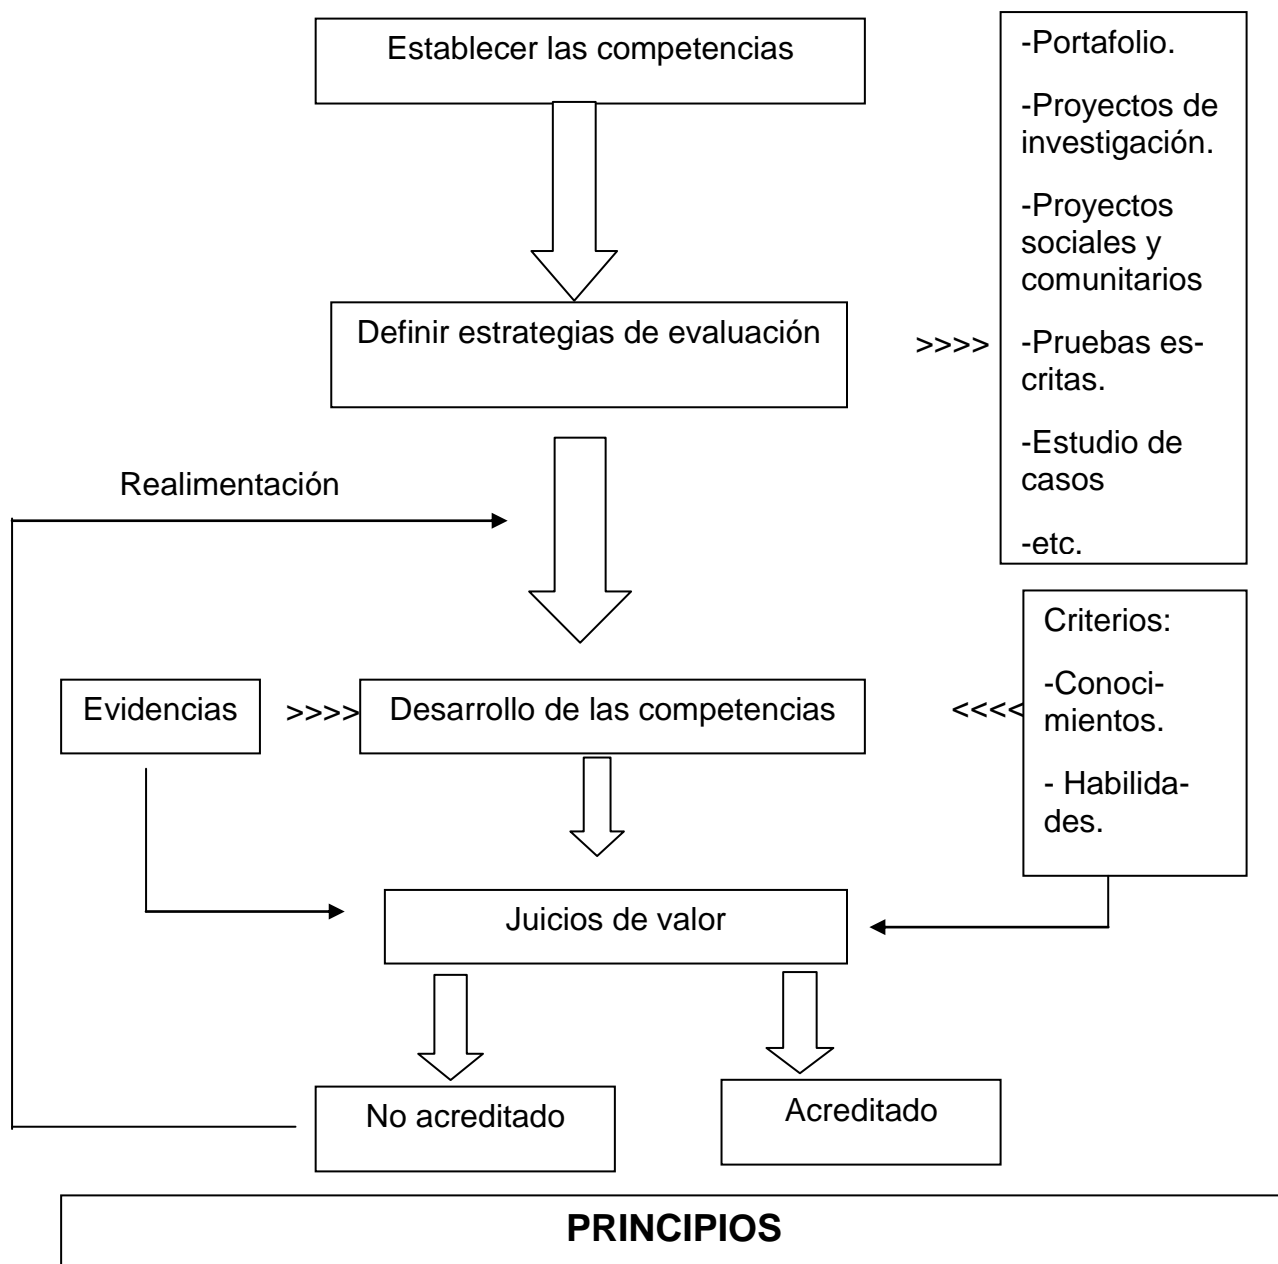 Establecer las competencias
-Portafolio.
-Proyectos de
investigación.
-Proyectos
sociales y
comunitarios
-Pruebas es-
critas.
-Estudio de
casos
-etc.
Definir estrategias de evaluación
>>>>
Realimentación
Evidencias
>>>>
Desarrollo de las competencias
<<<<
Criterios:
-Conoci-
mientos.
- Habilida-
des.
Juicios de valor
No acreditado
Acreditado
PRINCIPIOS